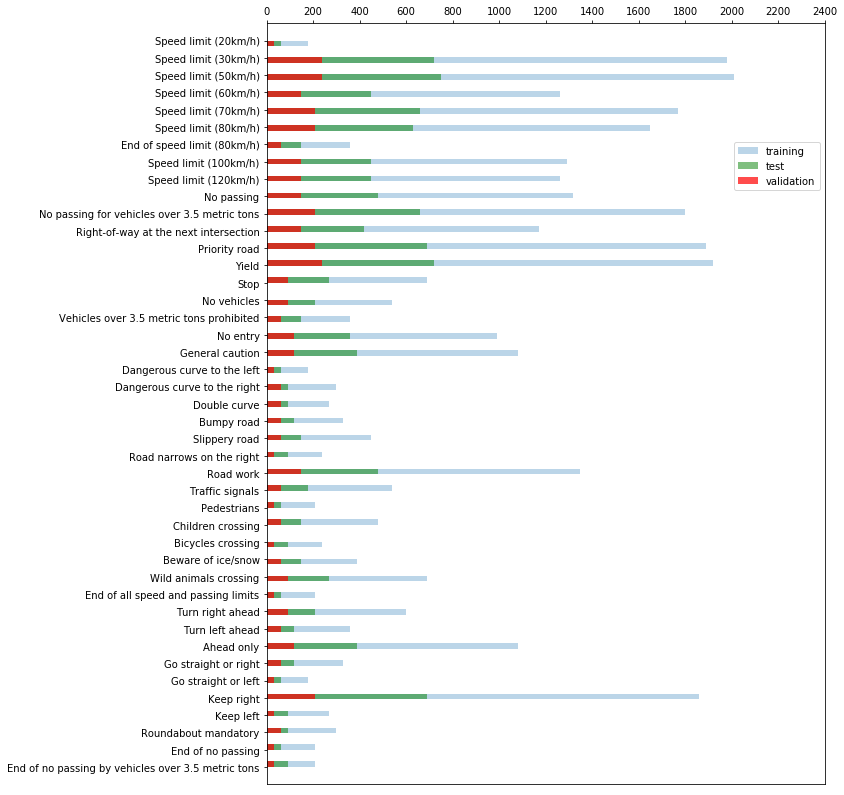 0 200 400 600 800 1000 1200 1400 1600 1800 2000 2200 2400
Speed limit (20km/h)
Speed limit (30km/h)
Speed limit (50km/h)
Speed limit (60km/h)
Speed limit (70km/h)
Speed limit (80km/h)
End of speed limit (80km/h)
Speed limit (100km/h)
Speed limit (120km/h)
No passing
No passing for vehicles over 3.5 metric tons
Right-of-way at the next intersection
Priority road
Yield
Stop
No vehicles
Vehicles over 3.5 metric tons prohibited
No entry
General caution
Dangerous curve to the left
Dangerous curve to the right
Double curve
Bumpy road
Slippery road
Road narrows on the right
Road work
Traffic signals
Pedestrians
Children crossing
Bicycles crossing
Beware of ice/snow
Wild animals crossing
End of all speed and passing limits
Turn right ahead
Turn left ahead
Ahead only
Go straight or right
Go straight or left
Keep right
Keep left
Roundabout mandatory
End of no passing
End of no passing by vehicles over 3.5 metric tons
training
test
validation